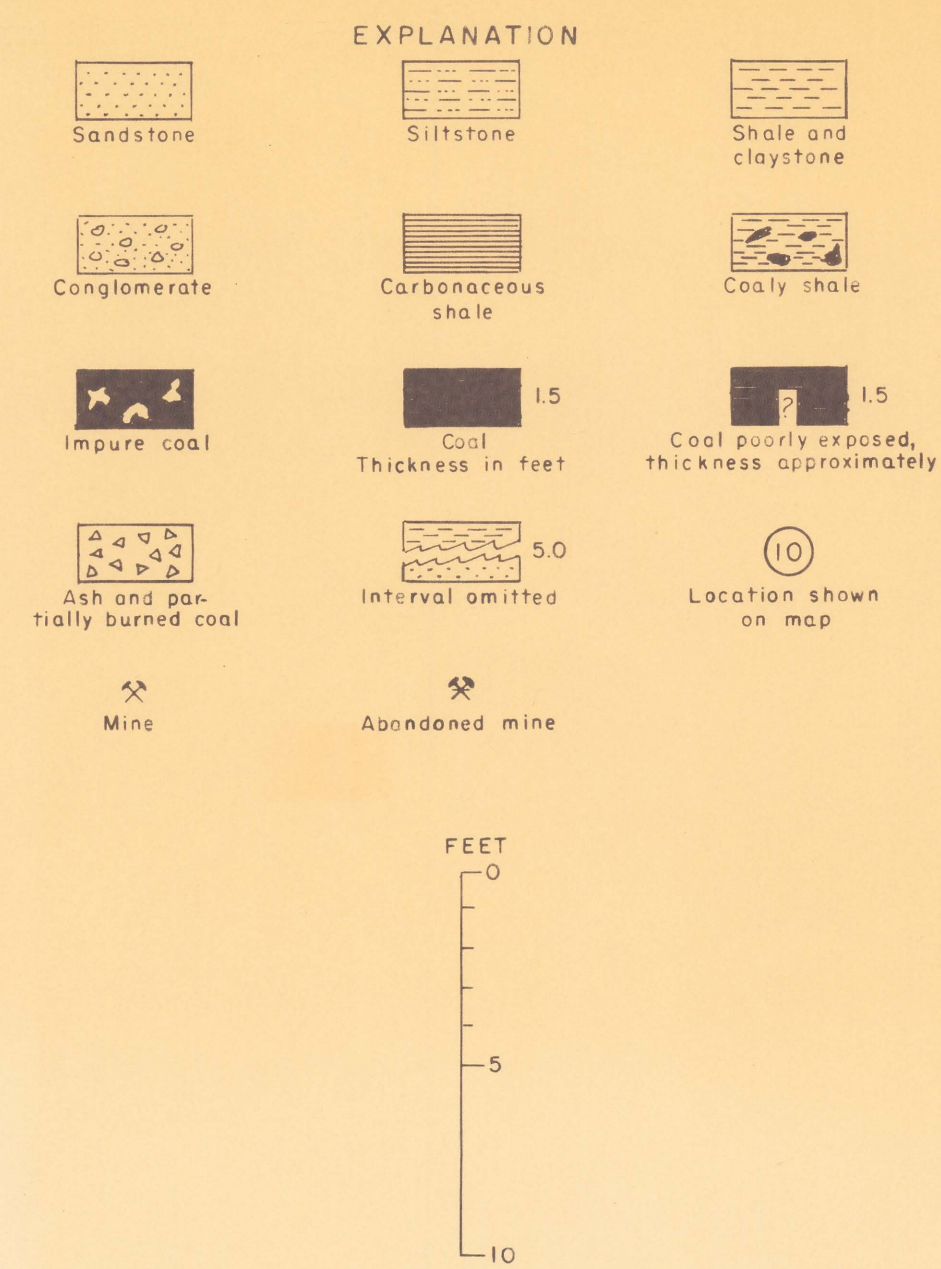 EXPLANATION
Sandstone
Siltstone
Shale and
claystone
Conglomerate
Carbonaceous
shale
Coaly shale
Impure coal
1.5
Coal
Thickness in feet
?
1.5
Coal poorly exposed,
thickness approximately
Ash and par-
tially burned coal
5.0
Interval omitted
10
Location shown
on map
Mine
Abandoned mine
FEET
0
5
10